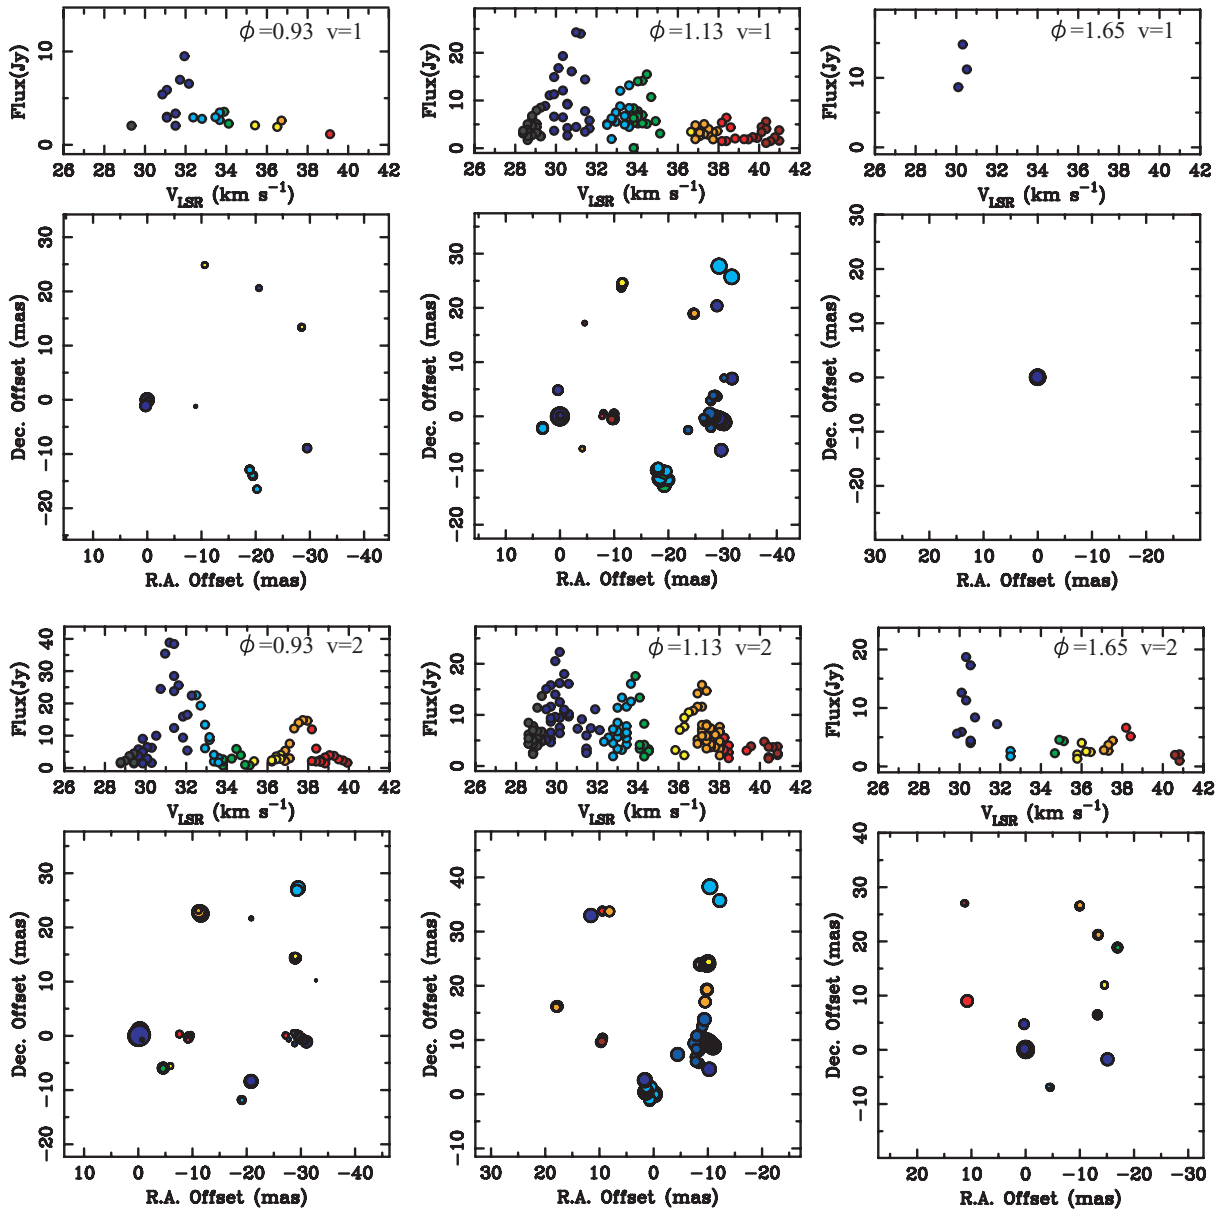 ϕ=0.93 v=1
Flux(Jy)
0 10
26 28 30 32 34 36 38 40 42
V_LSR (km s⁻¹)
ϕ=1.13 v=1
Flux(Jy)
0 5 10 15 20 25
26 28 30 32 34 36 38 40 42
V_LSR (km s⁻¹)
ϕ=1.65 v=1
Flux(Jy)
0 10
26 28 30 32 34 36 38 40 42
V_LSR (km s⁻¹)
Dec. Offset (mas)
-20 -10 0 10 20 30
10 0 -10 -20 -30 -40
R.A. Offset (mas)
Dec. Offset (mas)
-20 -10 0 10 20 30
10 0 -10 -20 -30 -40
R.A. Offset (mas)
Dec. Offset (mas)
-20 -10 0 10 20 30
30 20 10 0 -10 -20
R.A. Offset (mas)
ϕ=0.93 v=2
Flux(Jy)
0 10 20 30 40
26 28 30 32 34 36 38 40 42
V_LSR (km s⁻¹)
ϕ=1.13 v=2
Flux(Jy)
0 10 20
26 28 30 32 34 36 38 40 42
V_LSR (km s⁻¹)
ϕ=1.65 v=2
Flux(Jy)
0 10 20
26 28 30 32 34 36 38 40 42
V_LSR (km s⁻¹)
Dec. Offset (mas)
-20 -10 0 10 20 30
10 0 -10 -20 -30 -40
R.A. Offset (mas)
Dec. Offset (mas)
-10 0 10 20 30 40
30 20 10 0 -10 -20
R.A. Offset (mas)
Dec. Offset (mas)
-10 0 10 20 30 40
20 10 0 -10 -20 -30
R.A. Offset (mas)